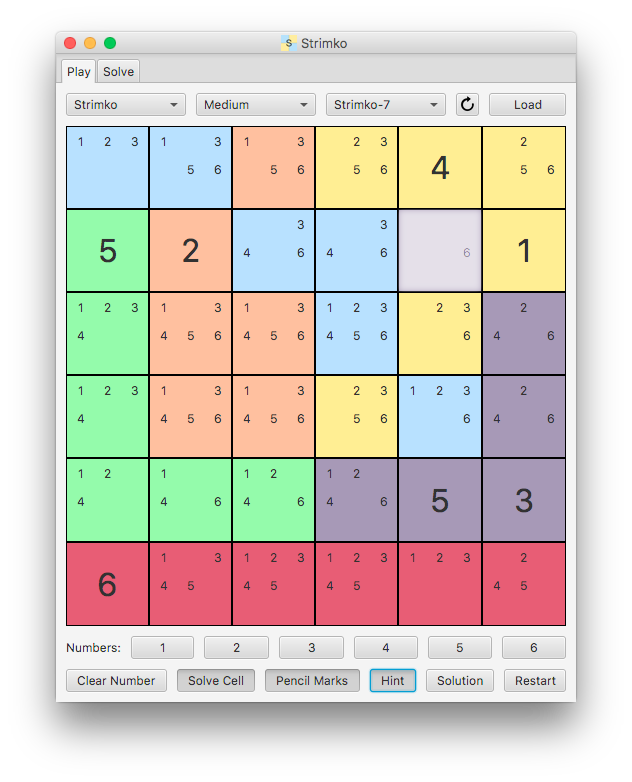 S Strimko
Play Solve
Strimko Medium Strimko-7 Load
1 2 3 1 3 1 3 2 3 2
5 6 5 6 5 6 4 5 6
3 3
5 2 4 6 4 6 6 1
1 2 3 1 3 1 3 1 3 2 3 2
4 4 5 6 4 5 6 4 5 6 6 4 6
1 2 3 1 3 1 3 2 3 1 2 3 2
4 4 5 6 4 5 6 5 6 6 4 6
1 2 1 1 2 1 2
4 4 6 4 6 4 6 5 3
1 3 1 2 3 1 2 3 1 2 3 2
6 4 5 4 5 4 5 4 5
Numbers: 1 2 3 4 5 6
Clear Number Solve Cell Pencil Marks Hint Solution Restart